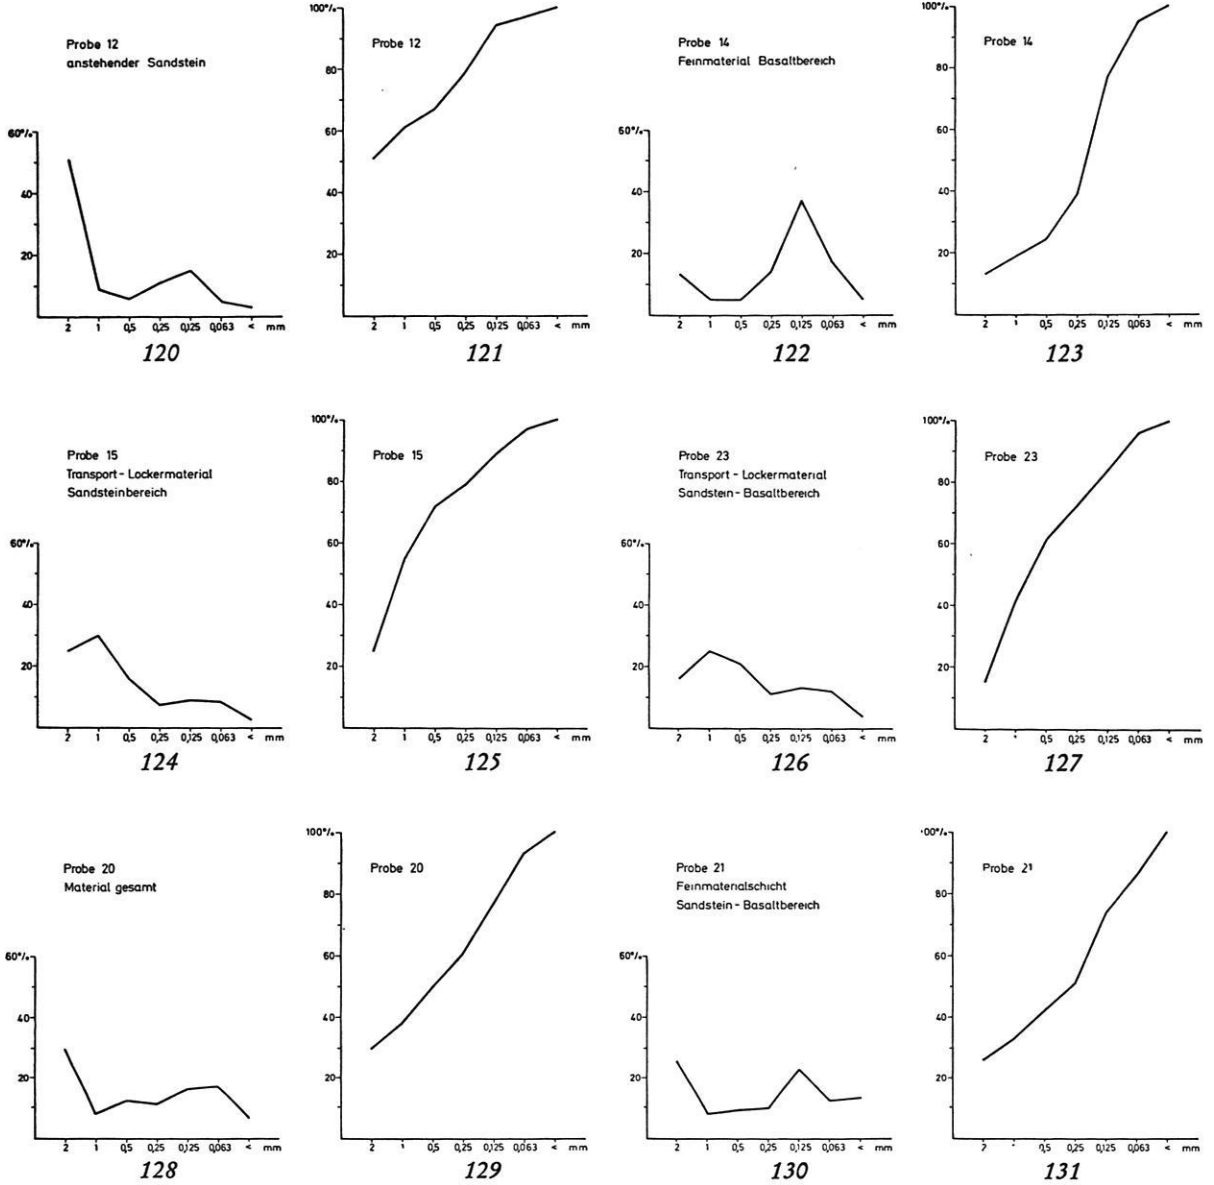 Probe 12
anstehender Sandstein
60%
40
20
2 1 0,5 0,25 0,125 0,063 < mm
120
100%
Probe 12
80
60
40
20
2 1 0,5 0,25 0,125 0,063 < mm
121
Probe 14
Feinmaterial Basaltbereich
60%
40
20
2 1 0,5 0,25 0,125 0,063 < mm
122
100%
Probe 14
80
60
40
20
2 1 0,5 0,25 0,125 0,063 < mm
123
Probe 15
Transport - Lockermaterial
Sandsteinbereich
60%
40
20
2 1 0,5 0,25 0,125 0,063 < mm
124
100%
Probe 15
80
60
40
20
2 1 0,5 0,25 0,125 0,063 < mm
125
Probe 23
Transport - Lockermaterial
Sandstein - Basaltbereich
60%
40
20
2 1 0,5 0,25 0,125 0,063 < mm
126
100%
Probe 23
80
60
40
20
2 1 0,5 0,25 0,125 0,063 < mm
127
Probe 20
Material gesamt
60%
40
20
2 1 0,5 0,25 0,125 0,063 < mm
128
100%
Probe 20
80
60
40
20
2 1 0,5 0,25 0,125 0,063 < mm
129
Probe 21
Feinmaterialschicht
Sandstein - Basaltbereich
60%
40
20
2 1 0,5 0,25 0,125 0,063 < mm
130
100%
Probe 21
80
60
40
20
2 1 0,5 0,25 0,125 0,063 < mm
131